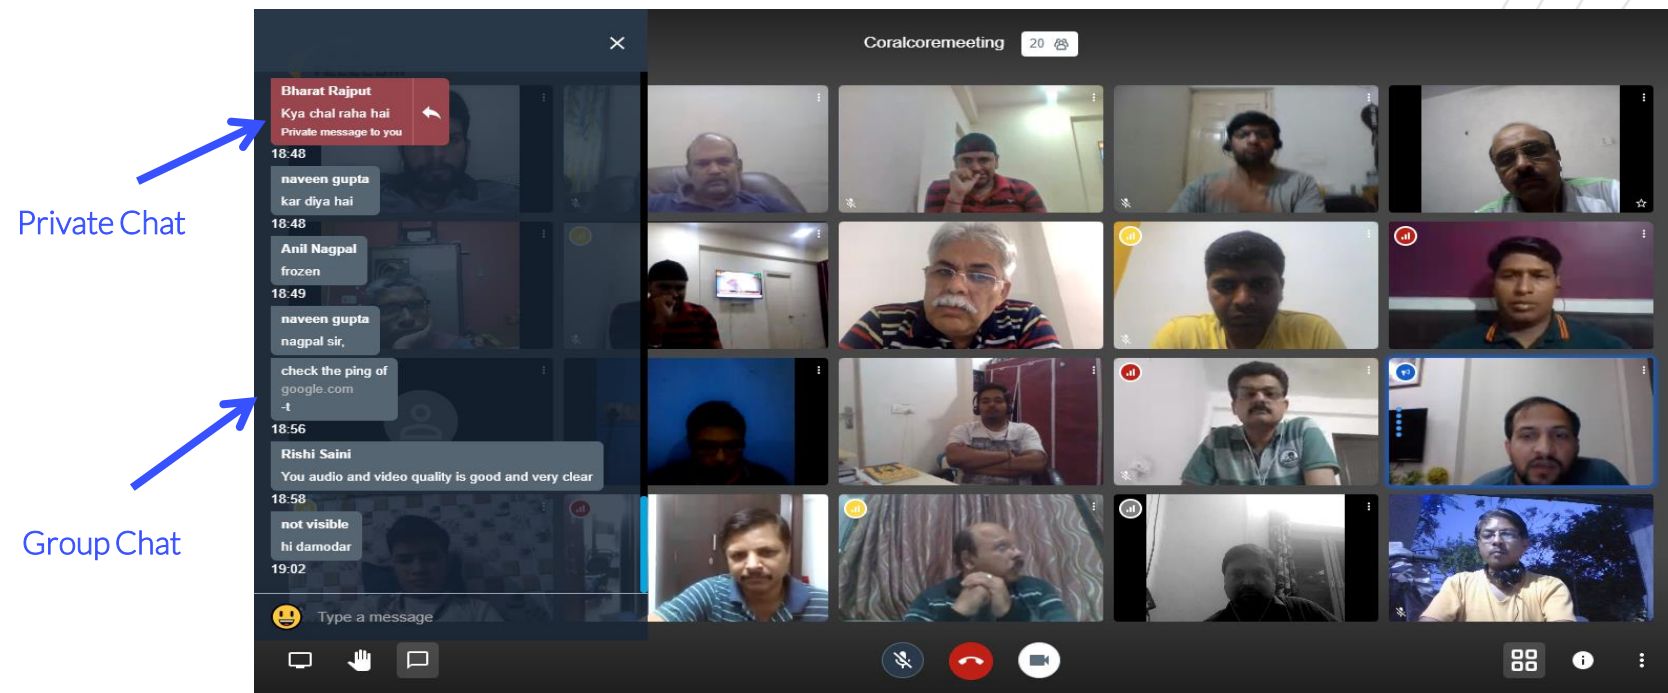 Coralcoremeeting
20
Bharat Rajput
Kya chal raha hai
Private message to you
18:48
naveen gupta
kar diya hai
18:48
Anil Nagpal
frozen
18:49
naveen gupta
nagpal sir,
check the ping of
google.com
-t
18:56
Rishi Saini
You audio and video quality is good and very clear
18:58
not visible
hi damodar
19:02
Type a message
Private Chat
Group Chat